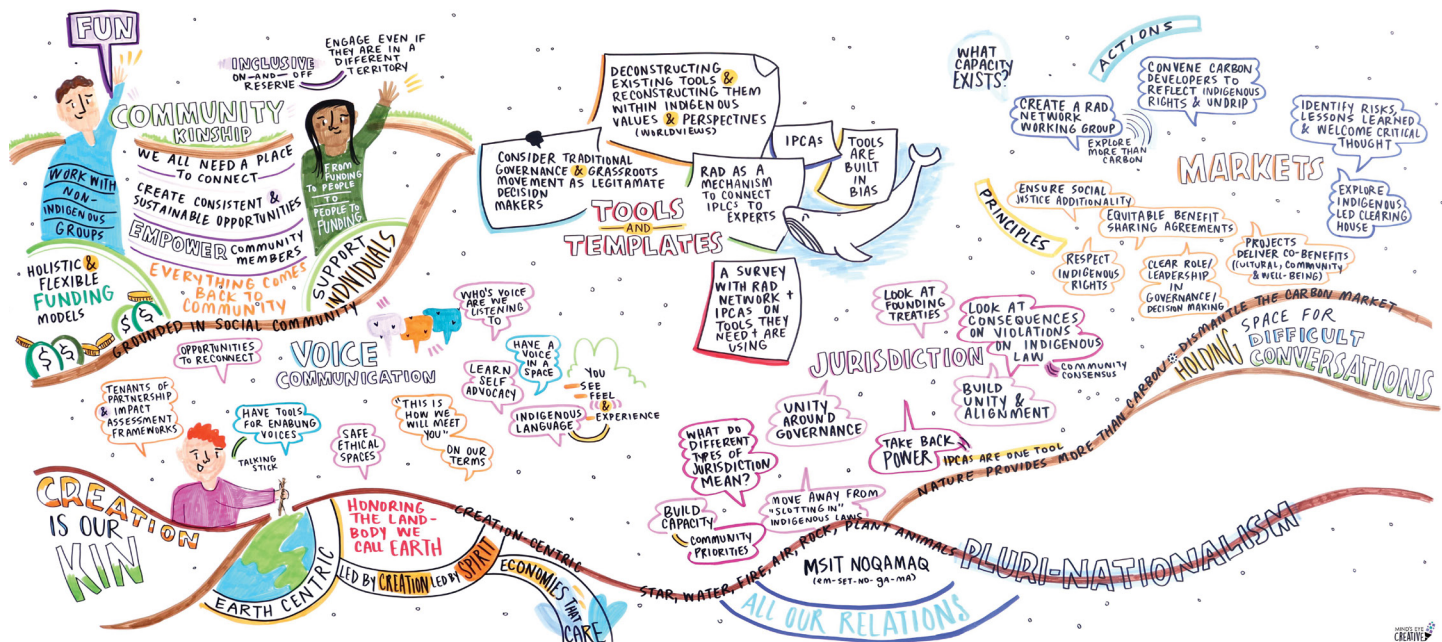 FUN
INCLUSIVE
ON-AND-OFF
RESERVE
ENGAGE EVEN IF
THEY ARE IN A
DIFFERENT
TERRITORY
COMMUNITY
KINSHIP
WE ALL NEED A PLACE
TO CONNECT
CREATE CONSISTENT &
SUSTAINABLE OPPORTUNITIES
EMPOWER COMMUNITY
MEMBERS
EVERYTHING COMES
BACK TO
COMMUNITY
WORK WITH
NON-
INDIGENOUS
GROUPS
FROM
FUNDING
TO PEOPLE
TO
PEOPLE TO
FUNDING
HOLISTIC &
FLEXIBLE
FUNDING
MODELS
$ $
$ $
SUPPORT
INDIVIDUALS
GROUNDED IN SOCIAL COMMUNITY
DECONSTRUCTING
EXISTING TOOLS &
RECONSTRUCTING THEM
WITHIN INDIGENOUS
VALUES & PERSPECTIVES
(WORLDVIEWS)
CONSIDER TRADITIONAL
GOVERNANCE & GRASSROOTS
MOVEMENT AS LEGITAMATE
DECISION
MAKERS
RAD AS A
MECHANISM
TO CONNECT
IPLCS TO
EXPERTS
IPCAS
TOOLS
ARE
BUILT
IN
BIAS
TOOLS
AND
TEMPLATES
A SURVEY
WITH RAD
NETWORK +
IPCAS ON
TOOLS THEY
NEED + ARE
USING
WHAT
CAPACITY
EXISTS?
ACTIONS
CREATE A RAD
NETWORK
WORKING GROUP
EXPLORE
MORE THAN
CARBON
CONVENE CARBON
DEVELOPERS TO
REFLECT INDIGENOUS
RIGHTS & UNDRIP
IDENTIFY RISKS,
LESSONS LEARNED
& WELCOME CRITICAL
THOUGHT
EXPLORE
INDIGENOUS
LED CLEARING
HOUSE
MARKETS
PRINCIPLES
ENSURE SOCIAL
JUSTICE ADDITIONALITY
EQUITABLE BENEFIT
SHARING AGREEMENTS
RESPECT
INDIGENOUS
RIGHTS
CLEAR ROLE/
LEADERSHIP
IN
GOVERNANCE/
DECISION MAKING
PROJECTS
DELIVER CO-BENEFITS
(CULTURAL, COMMUNITY
& WELL-BEING)
OPPORTUNITIES
TO RECONNECT
VOICE
COMMUNICATION
WHO'S VOICE
ARE WE
LISTENING
TO
HAVE A
VOICE
IN A
SPACE
LEARN
SELF
ADVOCACY
INDIGENOUS
LANGUAGE
YOU
SEE
FEEL
&
EXPERIENCE
TENANTS OF
PARTNERSHIP
& IMPACT
ASSESSMENT
FRAMEWORKS
HAVE TOOLS
FOR ENABLING
VOICES
TALKING
STICK
SAFE
ETHICAL
SPACES
"THIS IS
HOW WE
WILL MEET
YOU"
ON OUR
TERMS
LOOK AT
FOUNDING
TREATIES
LOOK AT
CONSEQUENCES
ON VIOLATIONS
ON INDIGENOUS
LAW
COMMUNITY
CONSENSUS
JURISDICTION
UNITY
AROUND
GOVERNANCE
BUILD
UNITY &
ALIGNMENT
TAKE BACK
POWER
WHAT DO
DIFFERENT
TYPES OF
JURISDICTION
MEAN?
BUILD
CAPACITY
COMMUNITY
PRIORITIES
MOVE AWAY FROM
"SLOTTING IN"
INDIGENOUS LAWS
IPCAS ARE ONE TOOL
NATURE PROVIDES MORE THAN CARBON DISMANTLE THE CARBON MARKET
HOLDING SPACE FOR
DIFFICULT
CONVERSATIONS
CREATION
IS OUR
KIN
HONORING
THE LAND-
BODY WE
CALL EARTH
EARTH CENTRIC
LED BY CREATION LED BY SPIRIT
ECONOMIES THAT
CARE
CREATION-CENTRIC
STAR, WATER, FIRE, AIR, ROCK, PLANT ANIMALS
MSIT NOQAMAQ
(em-SET-NO-ga-MA)
ALL OUR RELATIONS
PLURI-NATIONALISM
MIND'S EYE
CREATIVE